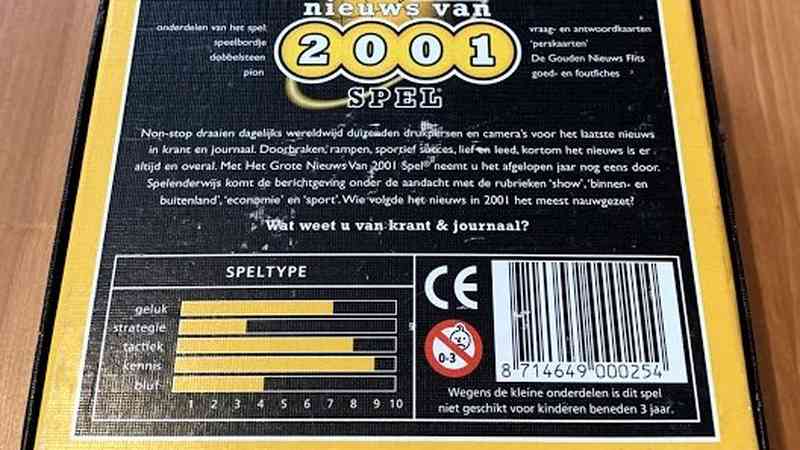 nieuws van
onderdelen van het spel:
speelbordje
dobbelsteen
pion
2001
SPEL
vraag- en antwoordkaarten
'perskaarten'
De Gouden Nieuws Flits
goed- en foutfiches
Non-stop draaien dagelijks wereldwijd duizenden drukpersen en camera's voor het laatste nieuws
in krant en journaal. Doorbraken, rampen, sportief succes, lief en leed, kortom het nieuws is er
altijd en overal. Met Het Grote Nieuws Van 2001 Spel® neemt u het afgelopen jaar nog eens door.
Spelenderwijs komt de berichtgeving onder de aandacht met de rubrieken 'show', 'binnen- en
buitenland', 'economie' en 'sport'. Wie volgde het nieuws in 2001 het meest nauwgezet?
Wat weet u van krant & journaal?
SPELTYPE
geluk
strategie
tactiek
kennis
bluf
1 2 3 4 5 6 7 8 9 10
CE
0-3
8 714649 000254
Wegens de kleine onderdelen is dit spel
niet geschikt voor kinderen beneden 3 jaar.